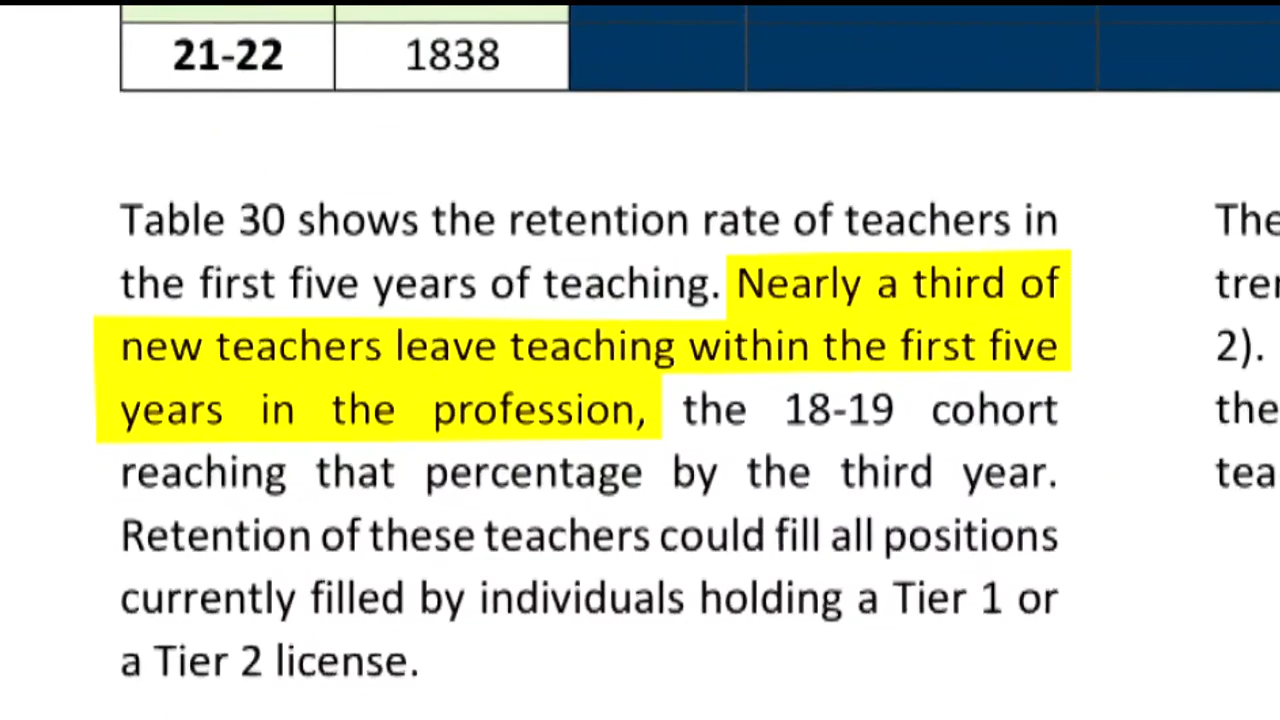 21-22 1838
Table 30 shows the retention rate of teachers in
the first five years of teaching. Nearly a third of
new teachers leave teaching within the first five
years in the profession, the 18-19 cohort
reaching that percentage by the third year.
Retention of these teachers could fill all positions
currently filled by individuals holding a Tier 1 or
a Tier 2 license.
The
2).
the